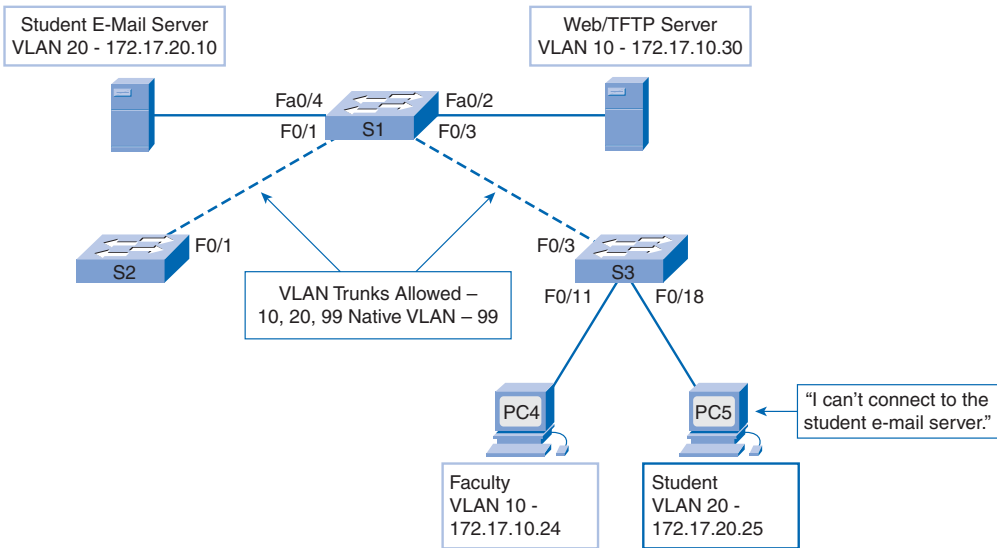 Student E-Mail Server
VLAN 20 - 172.17.20.10
Web/TFTP Server
VLAN 10 - 172.17.10.30
Fa0/4
Fa0/2
F0/1
S1
F0/3
F0/1
S2
F0/3
S3
VLAN Trunks Allowed –
10, 20, 99 Native VLAN – 99
F0/11
F0/18
PC4
PC5
“I can’t connect to the
student e-mail server.”
Faculty
VLAN 10 -
172.17.10.24
Student
VLAN 20 -
172.17.20.25